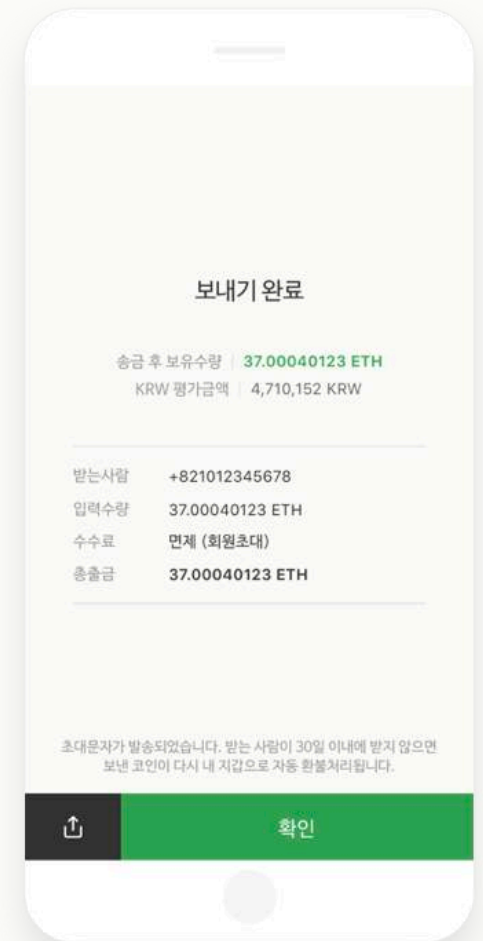 보내기 완료
송금 후 보유수량 | 37.00040123 ETH
KRW 평가금액 | 4,710,152 KRW
받는사람 +821012345678
입력수량 37.00040123 ETH
수수료 면제 (회원초대)
총출금 37.00040123 ETH
초대문자가 발송되었습니다. 받는 사람이 30일 이내에 받지 않으면
보낸 코인이 다시 내 지갑으로 자동 환불처리됩니다.
확인